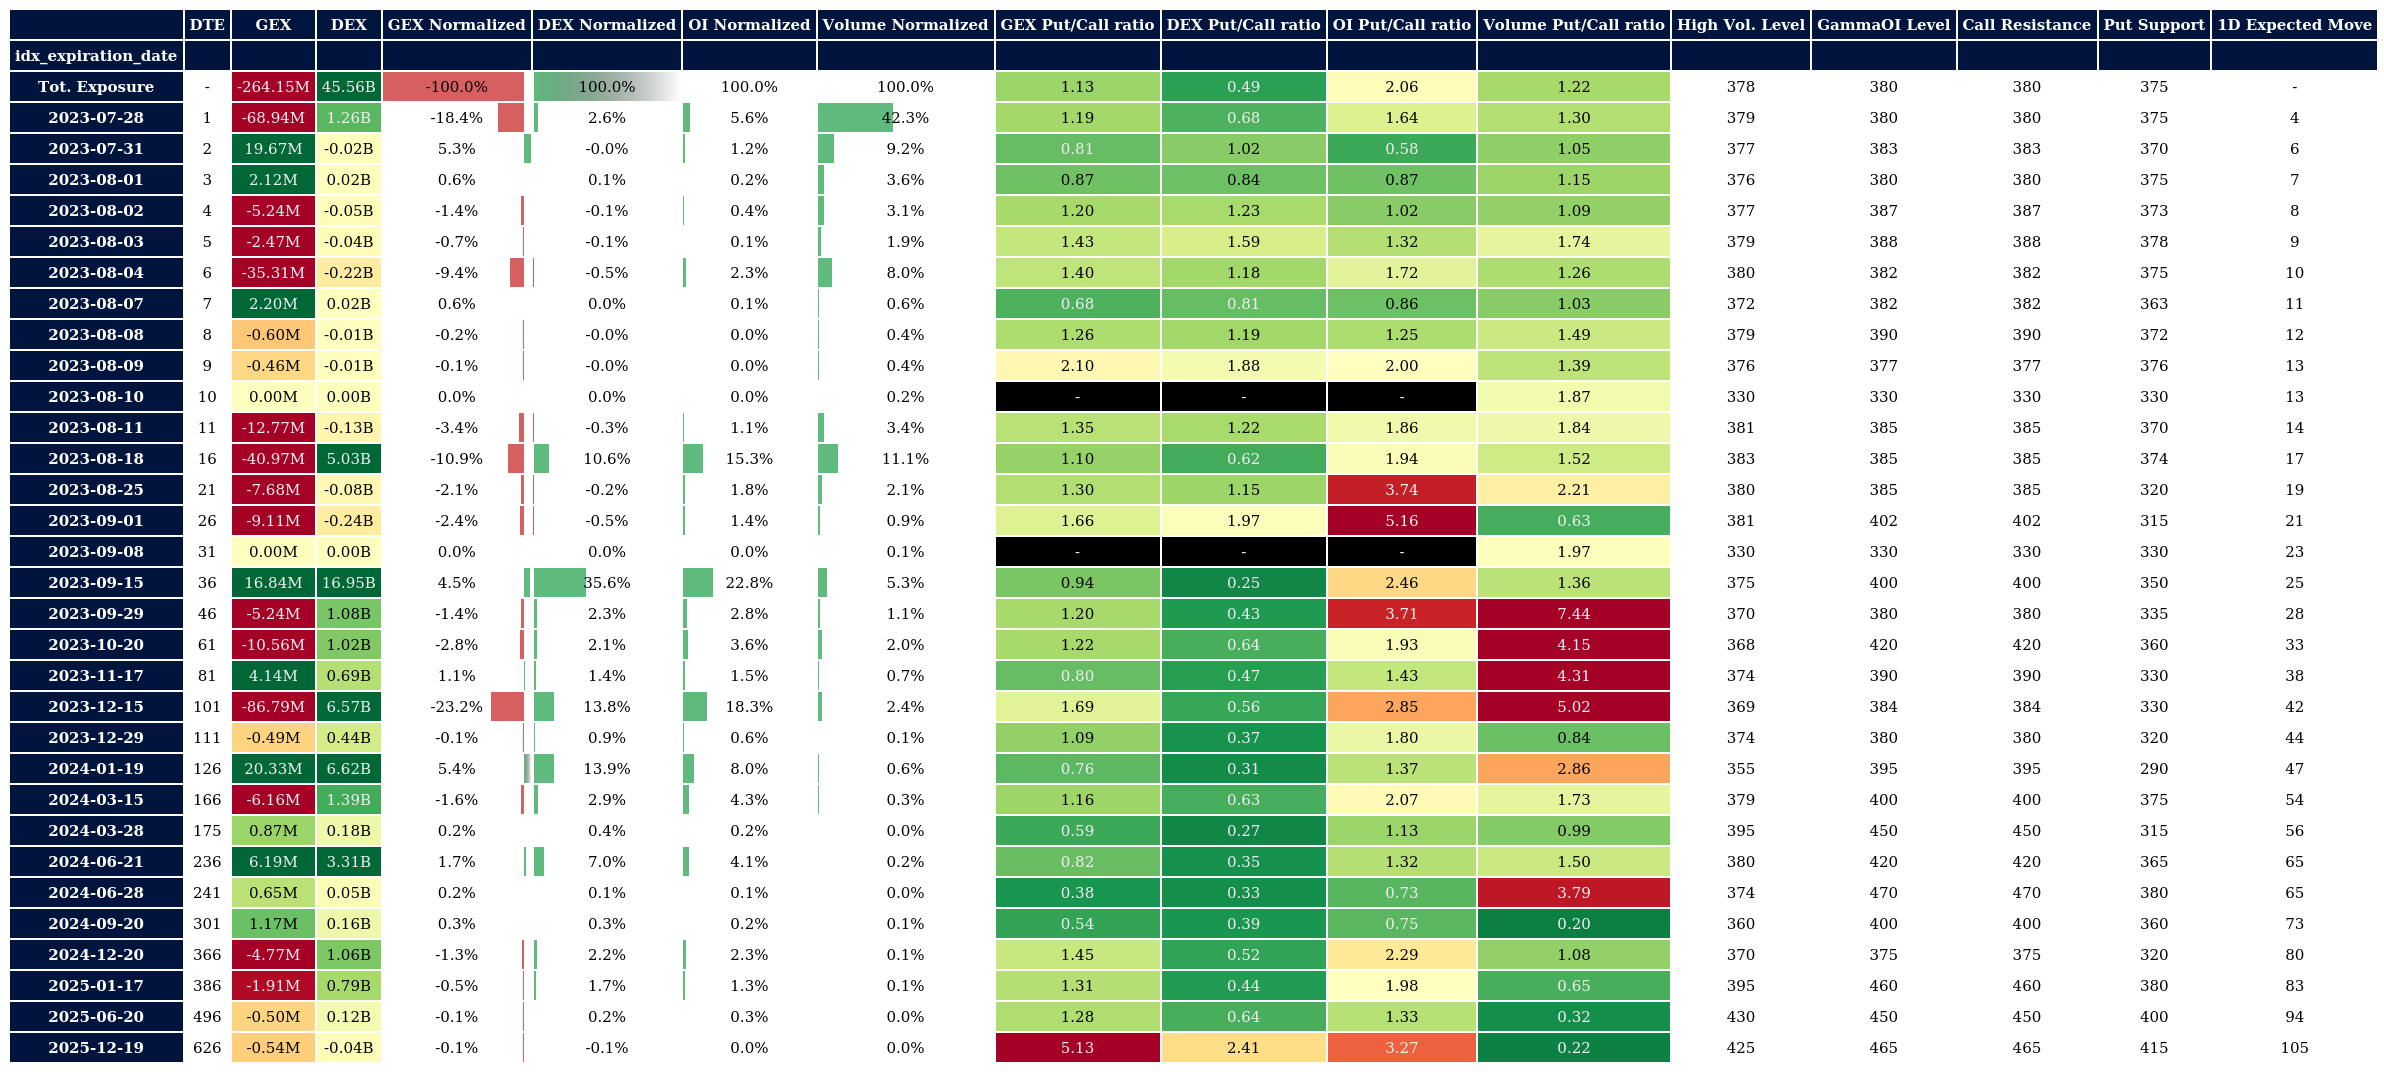 DTE GEX DEX GEX Normalized DEX Normalized OI Normalized Volume Normalized GEX Put/Call ratio DEX Put/Call ratio OI Put/Call ratio Volume Put/Call ratio High Vol. Level GammaOI Level Call Resistance Put Support 1D Expected Move
idx_expiration_date
Tot. Exposure - -264.15M 45.56B -100.0% 100.0% 100.0% 100.0% 1.13 0.49 2.06 1.22 378 380 380 375 -
2023-07-28 1 -68.94M 1.26B -18.4% 2.6% 5.6% 42.3% 1.19 0.68 1.64 1.30 379 380 380 375 4
2023-07-31 2 19.67M -0.02B 5.3% -0.0% 1.2% 9.2% 0.81 1.02 0.58 1.05 377 383 383 370 6
2023-08-01 3 2.12M 0.02B 0.6% 0.1% 0.2% 3.6% 0.87 0.84 0.87 1.15 376 380 380 375 7
2023-08-02 4 -5.24M -0.05B -1.4% -0.1% 0.4% 3.1% 1.20 1.23 1.02 1.09 377 387 387 373 8
2023-08-03 5 -2.47M -0.04B -0.7% -0.1% 0.1% 1.9% 1.43 1.59 1.32 1.74 379 388 388 378 9
2023-08-04 6 -35.31M -0.22B -9.4% -0.5% 2.3% 8.0% 1.40 1.18 1.72 1.26 380 382 382 375 10
2023-08-07 7 2.20M 0.02B 0.6% 0.0% 0.1% 0.6% 0.68 0.81 0.86 1.03 372 382 382 363 11
2023-08-08 8 -0.60M -0.01B -0.2% -0.0% 0.0% 0.4% 1.26 1.19 1.25 1.49 379 390 390 372 12
2023-08-09 9 -0.46M -0.01B -0.1% -0.0% 0.0% 0.4% 2.10 1.88 2.00 1.39 376 377 377 376 13
2023-08-10 10 0.00M 0.00B 0.0% 0.0% 0.0% 0.2% - - - 1.87 330 330 330 330 13
2023-08-11 11 -12.77M -0.13B -3.4% -0.3% 1.1% 3.4% 1.35 1.22 1.86 1.84 381 385 385 370 14
2023-08-18 16 -40.97M 5.03B -10.9% 10.6% 15.3% 11.1% 1.10 0.62 1.94 1.52 383 385 385 374 17
2023-08-25 21 -7.68M -0.08B -2.1% -0.2% 1.8% 2.1% 1.30 1.15 3.74 2.21 380 385 385 320 19
2023-09-01 26 -9.11M -0.24B -2.4% -0.5% 1.4% 0.9% 1.66 1.97 5.16 0.63 381 402 402 315 21
2023-09-08 31 0.00M 0.00B 0.0% 0.0% 0.0% 0.1% - - - 1.97 330 330 330 330 23
2023-09-15 36 16.84M 16.95B 4.5% 35.6% 22.8% 5.3% 0.94 0.25 2.46 1.36 375 400 400 350 25
2023-09-29 46 -5.24M 1.08B -1.4% 2.3% 2.8% 1.1% 1.20 0.43 3.71 7.44 370 380 380 335 28
2023-10-20 61 -10.56M 1.02B -2.8% 2.1% 3.6% 2.0% 1.22 0.64 1.93 4.15 368 420 420 360 33
2023-11-17 81 4.14M 0.69B 1.1% 1.4% 1.5% 0.7% 0.80 0.47 1.43 4.31 374 390 390 330 38
2023-12-15 101 -86.79M 6.57B -23.2% 13.8% 18.3% 2.4% 1.69 0.56 2.85 5.02 369 384 384 330 42
2023-12-29 111 -0.49M 0.44B -0.1% 0.9% 0.6% 0.1% 1.09 0.37 1.80 0.84 374 380 380 320 44
2024-01-19 126 20.33M 6.62B 5.4% 13.9% 8.0% 0.6% 0.76 0.31 1.37 2.86 355 395 395 290 47
2024-03-15 166 -6.16M 1.39B -1.6% 2.9% 4.3% 0.3% 1.16 0.63 2.07 1.73 379 400 400 375 54
2024-03-28 175 0.87M 0.18B 0.2% 0.4% 0.2% 0.0% 0.59 0.27 1.13 0.99 395 450 450 315 56
2024-06-21 236 6.19M 3.31B 1.7% 7.0% 4.1% 0.2% 0.82 0.35 1.32 1.50 380 420 420 365 65
2024-06-28 241 0.65M 0.05B 0.2% 0.1% 0.1% 0.0% 0.38 0.33 0.73 3.79 374 470 470 380 65
2024-09-20 301 1.17M 0.16B 0.3% 0.3% 0.2% 0.1% 0.54 0.39 0.75 0.20 360 400 400 360 73
2024-12-20 366 -4.77M 1.06B -1.3% 2.2% 2.3% 0.1% 1.45 0.52 2.29 1.08 370 375 375 320 80
2025-01-17 386 -1.91M 0.79B -0.5% 1.7% 1.3% 0.1% 1.31 0.44 1.98 0.65 395 460 460 380 83
2025-06-20 496 -0.50M 0.12B -0.1% 0.2% 0.3% 0.0% 1.28 0.64 1.33 0.32 430 450 450 400 94
2025-12-19 626 -0.54M -0.04B -0.1% -0.1% 0.0% 0.0% 5.13 2.41 3.27 0.22 425 465 465 415 105